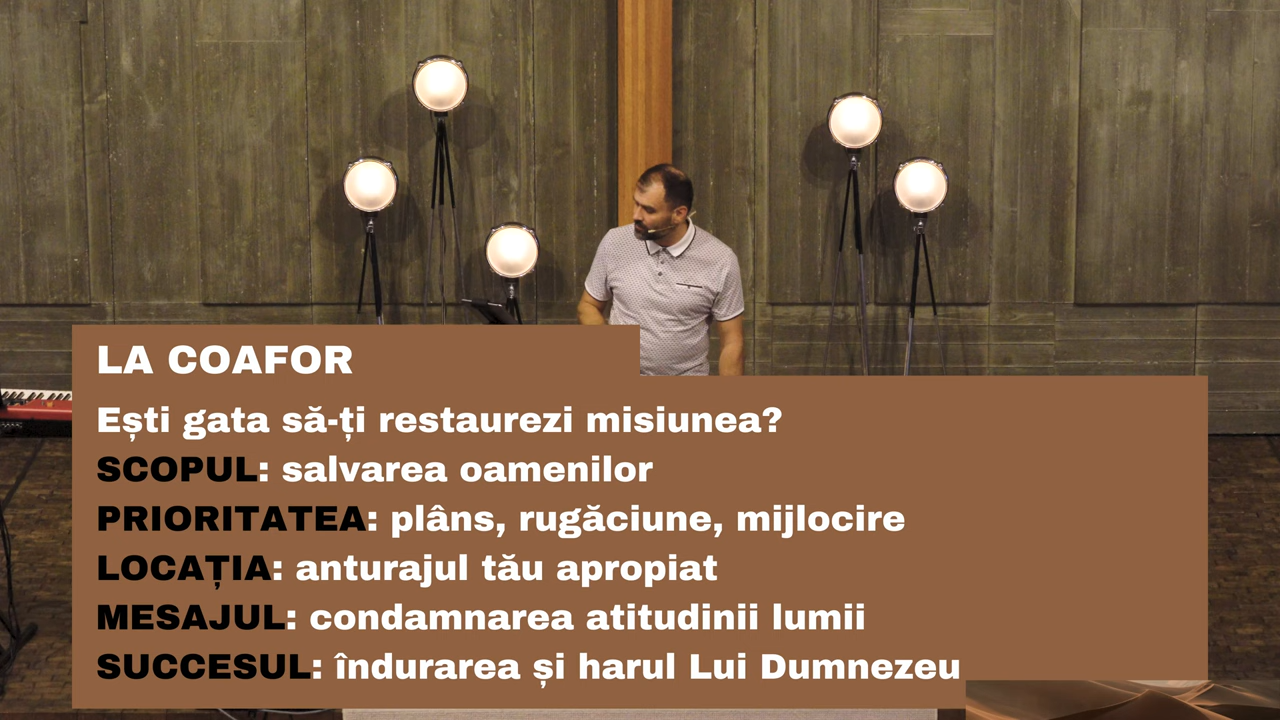 LA COAFOR
Ești gata să-ți restaurezi misiunea?
SCOPUL: salvarea oamenilor
PRIORITATEA: plâns, rugăciune, mijlocire
LOCAȚIA: anturajul tău apropiat
MESAJUL: condamnarea atitudinii lumii
SUCCESUL: îndurarea și harul Lui Dumnezeu